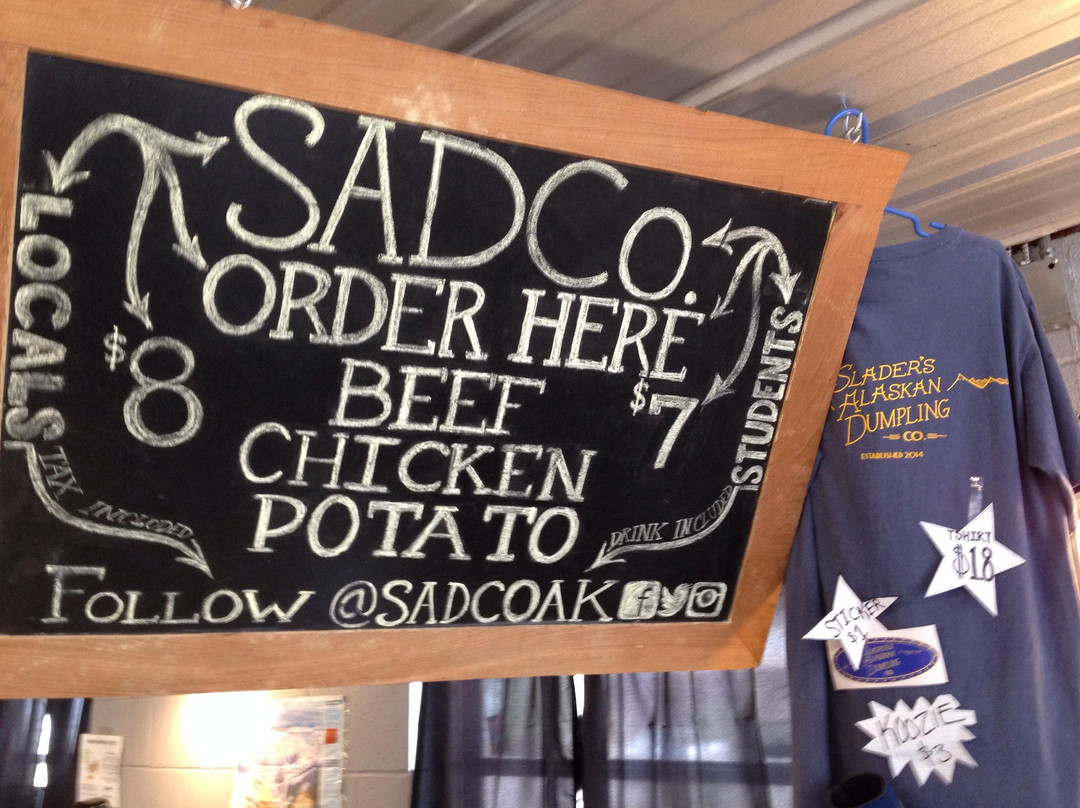 SADCO.
ORDER HERE
BEEF
CHICKEN
POTATO
LOCALS
$8
TAX INCLUDED
STUDENTS
$7
DRINK INCLUDED
FOLLOW @SADCOAK
SLADER'S
ALASKAN
DUMPLING
CO.
ESTABLISHED 2014
TSHIRT
$18
STICKER
$1
KOOZIE
$3